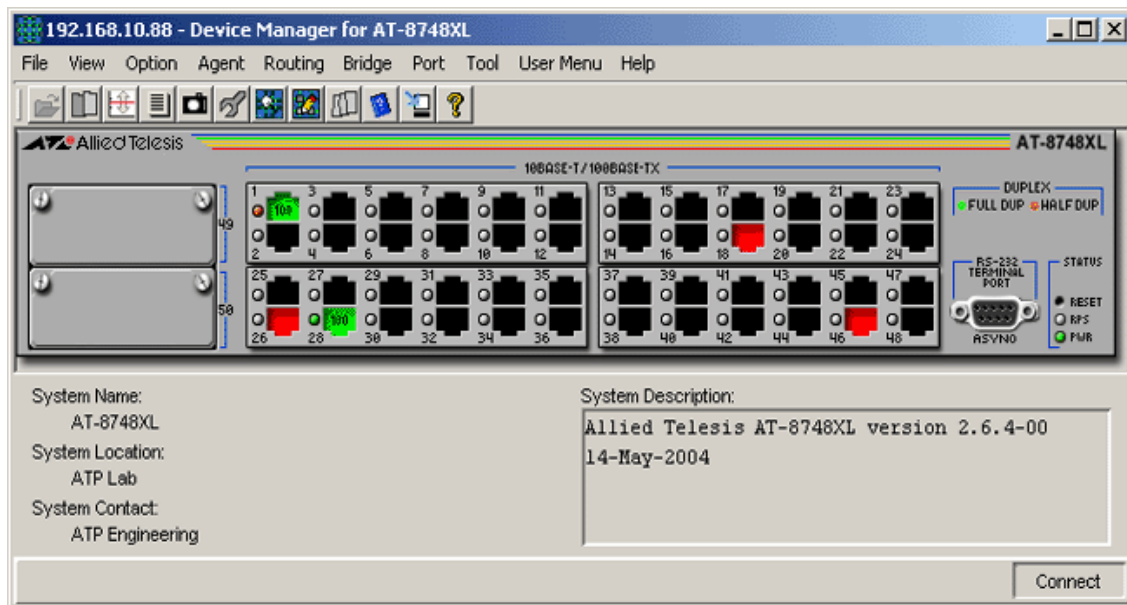 192.168.10.88 - Device Manager for AT-8748XL
File View Option Agent Routing Bridge Port Tool User Menu Help
Allied Telesis
AT-8748XL
10BASE-T/100BASE-TX
1 3 5 7 9 11 13 15 17 19 21 23
100
49
2 4 6 8 10 12 14 16 18 20 22 24
25 27 29 31 33 35 37 39 41 43 45 47
100
50
26 28 30 32 34 36 38 40 42 44 46 48
DUPLEX
FULL DUP HALF DUP
RS-232
TERMINAL
PORT
ASYN0
STATUS
RESET
RPS
PWR
System Name:
AT-8748XL
System Location:
ATP Lab
System Contact:
ATP Engineering
System Description:
Allied Telesis AT-8748XL version 2.6.4-00
14-May-2004
Connect